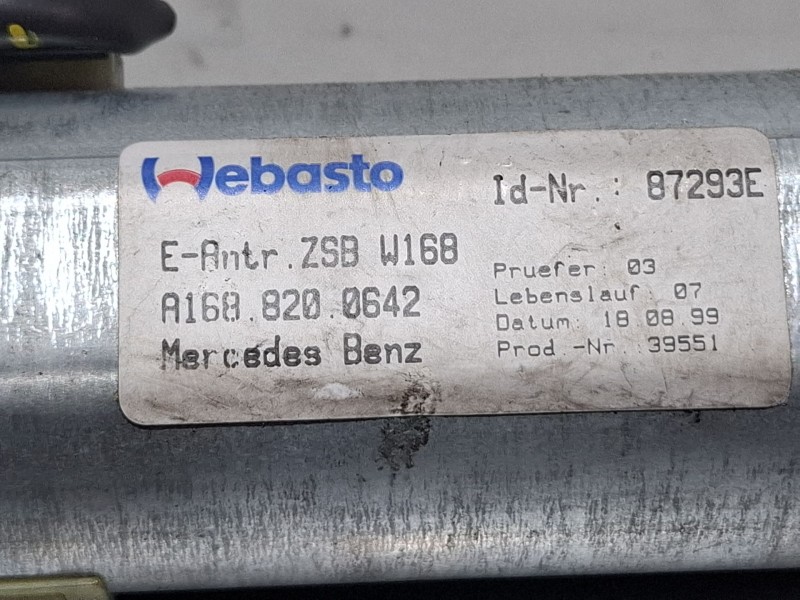 Webasto
Id-Nr.: 87293E
E-Antr.ZSB W168
A168.820.0642
Mercedes Benz
Pruefer: 03
Lebenslauf: 07
Datum: 18 08 99
Prod.-Nr.:39551